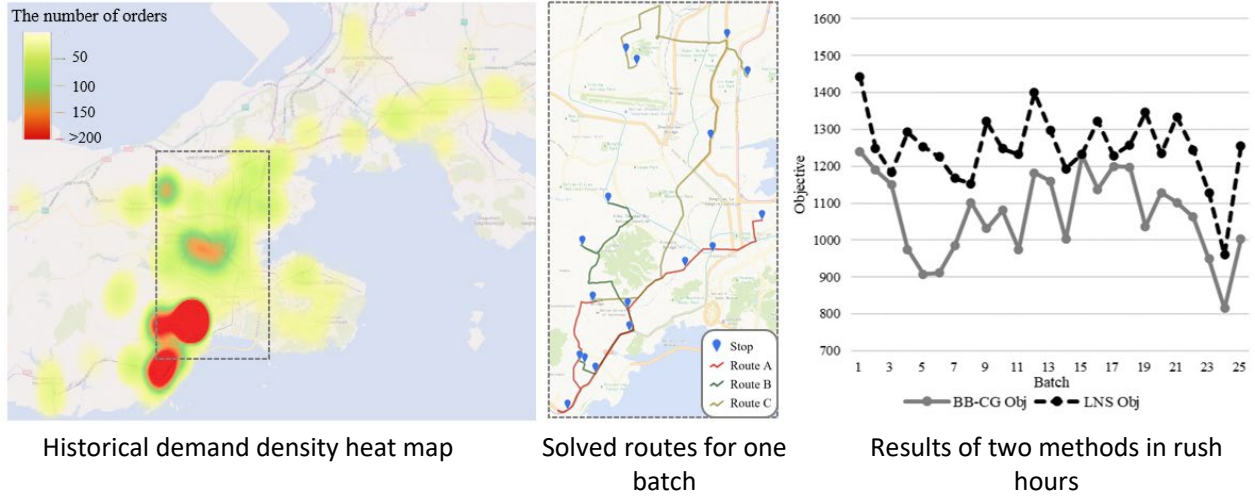 The number of orders
50
100
150
>200
Stop
Route A
Route B
Route C
1600
1500
1400
1300
1200
1100
1000
900
800
700
Objective
1 3 5 7 9 11 13 15 17 19 21 23 25
Batch
BB-CG Obj LNS Obj
Historical demand density heat map
Solved routes for one
batch
Results of two methods in rush
hours